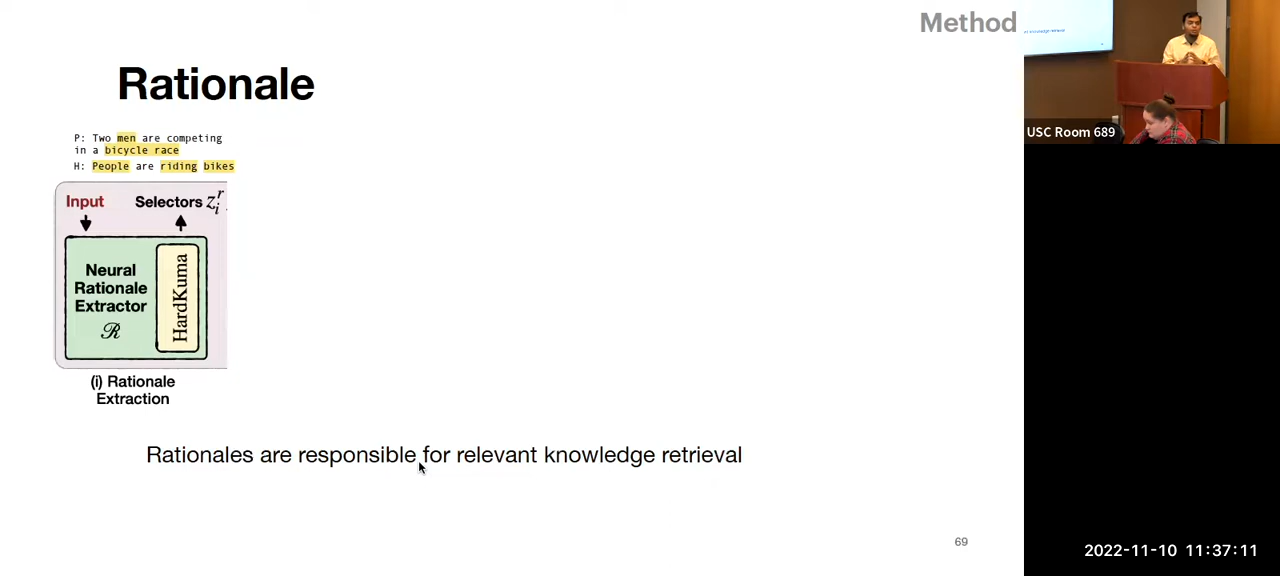 Method
Rationale
P: Two men are competing
in a bicycle race
H: People are riding bikes
Input
Selectors z_i^r
Neural
Rationale
Extractor
ℛ
HardKuma
(i) Rationale
Extraction
Rationales are responsible for relevant knowledge retrieval
69
USC Room 689
2022-11-10 11:37:11